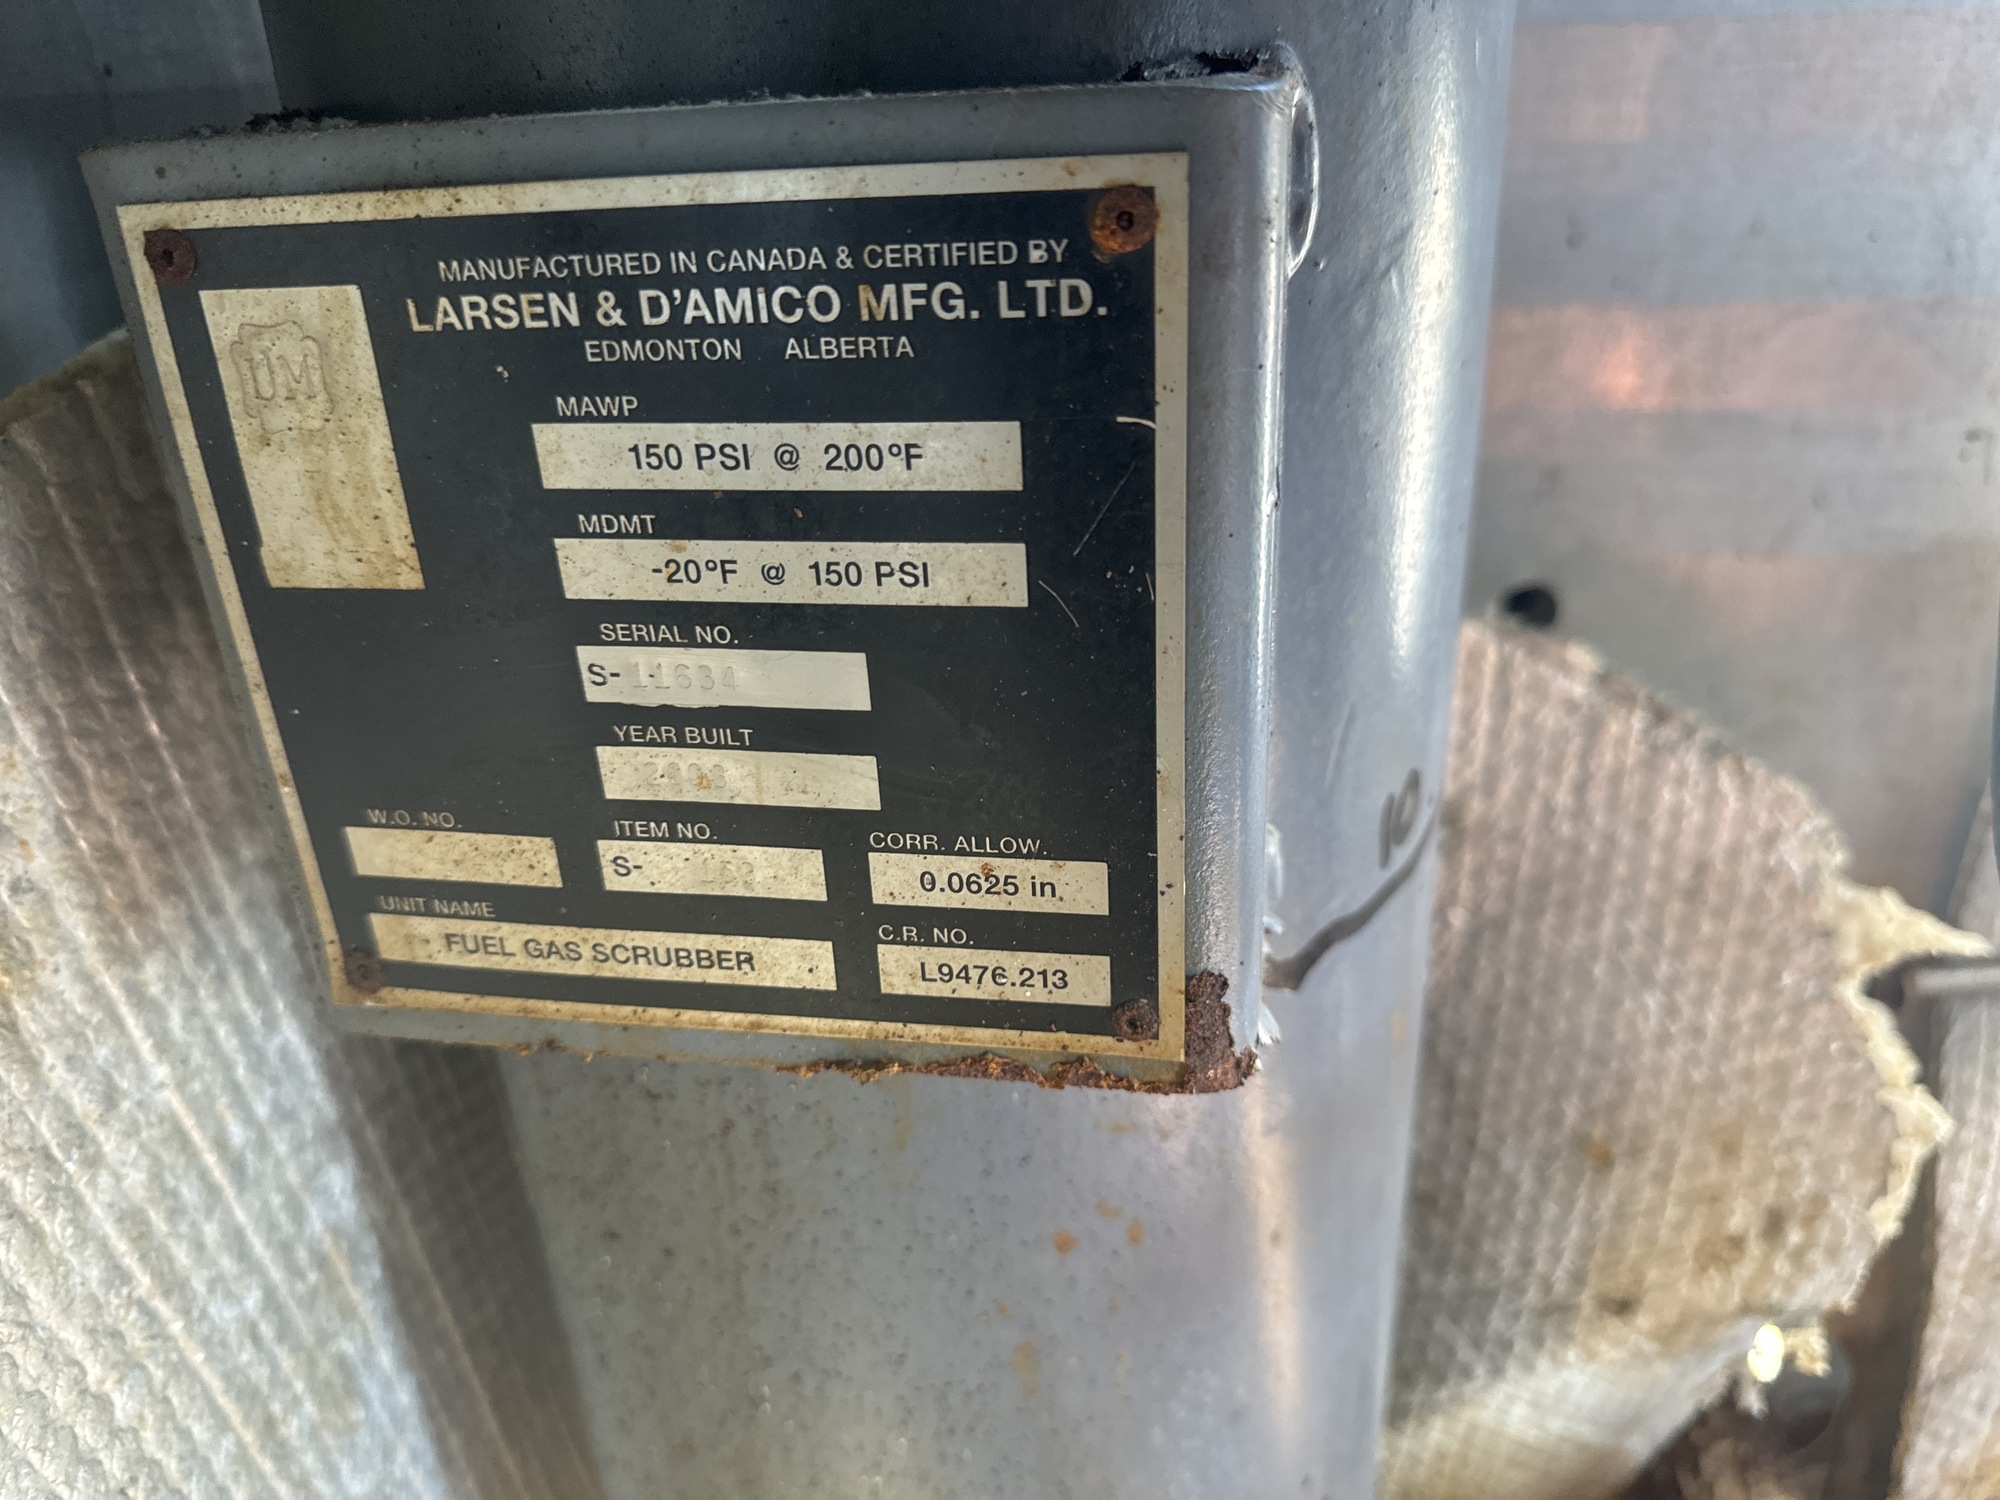 MANUFACTURED IN CANADA & CERTIFIED BY
LARSEN & D'AMICO MFG. LTD.
EDMONTON ALBERTA
UM
MAWP
150 PSI @ 200°F
MDMT
-20°F @ 150 PSI
SERIAL NO.
S- 11634
YEAR BUILT
W.O. NO.
ITEM NO.
S-
CORR. ALLOW.
0.0625 in
UNIT NAME
FUEL GAS SCRUBBER
C.R. NO.
L9476.213
10.